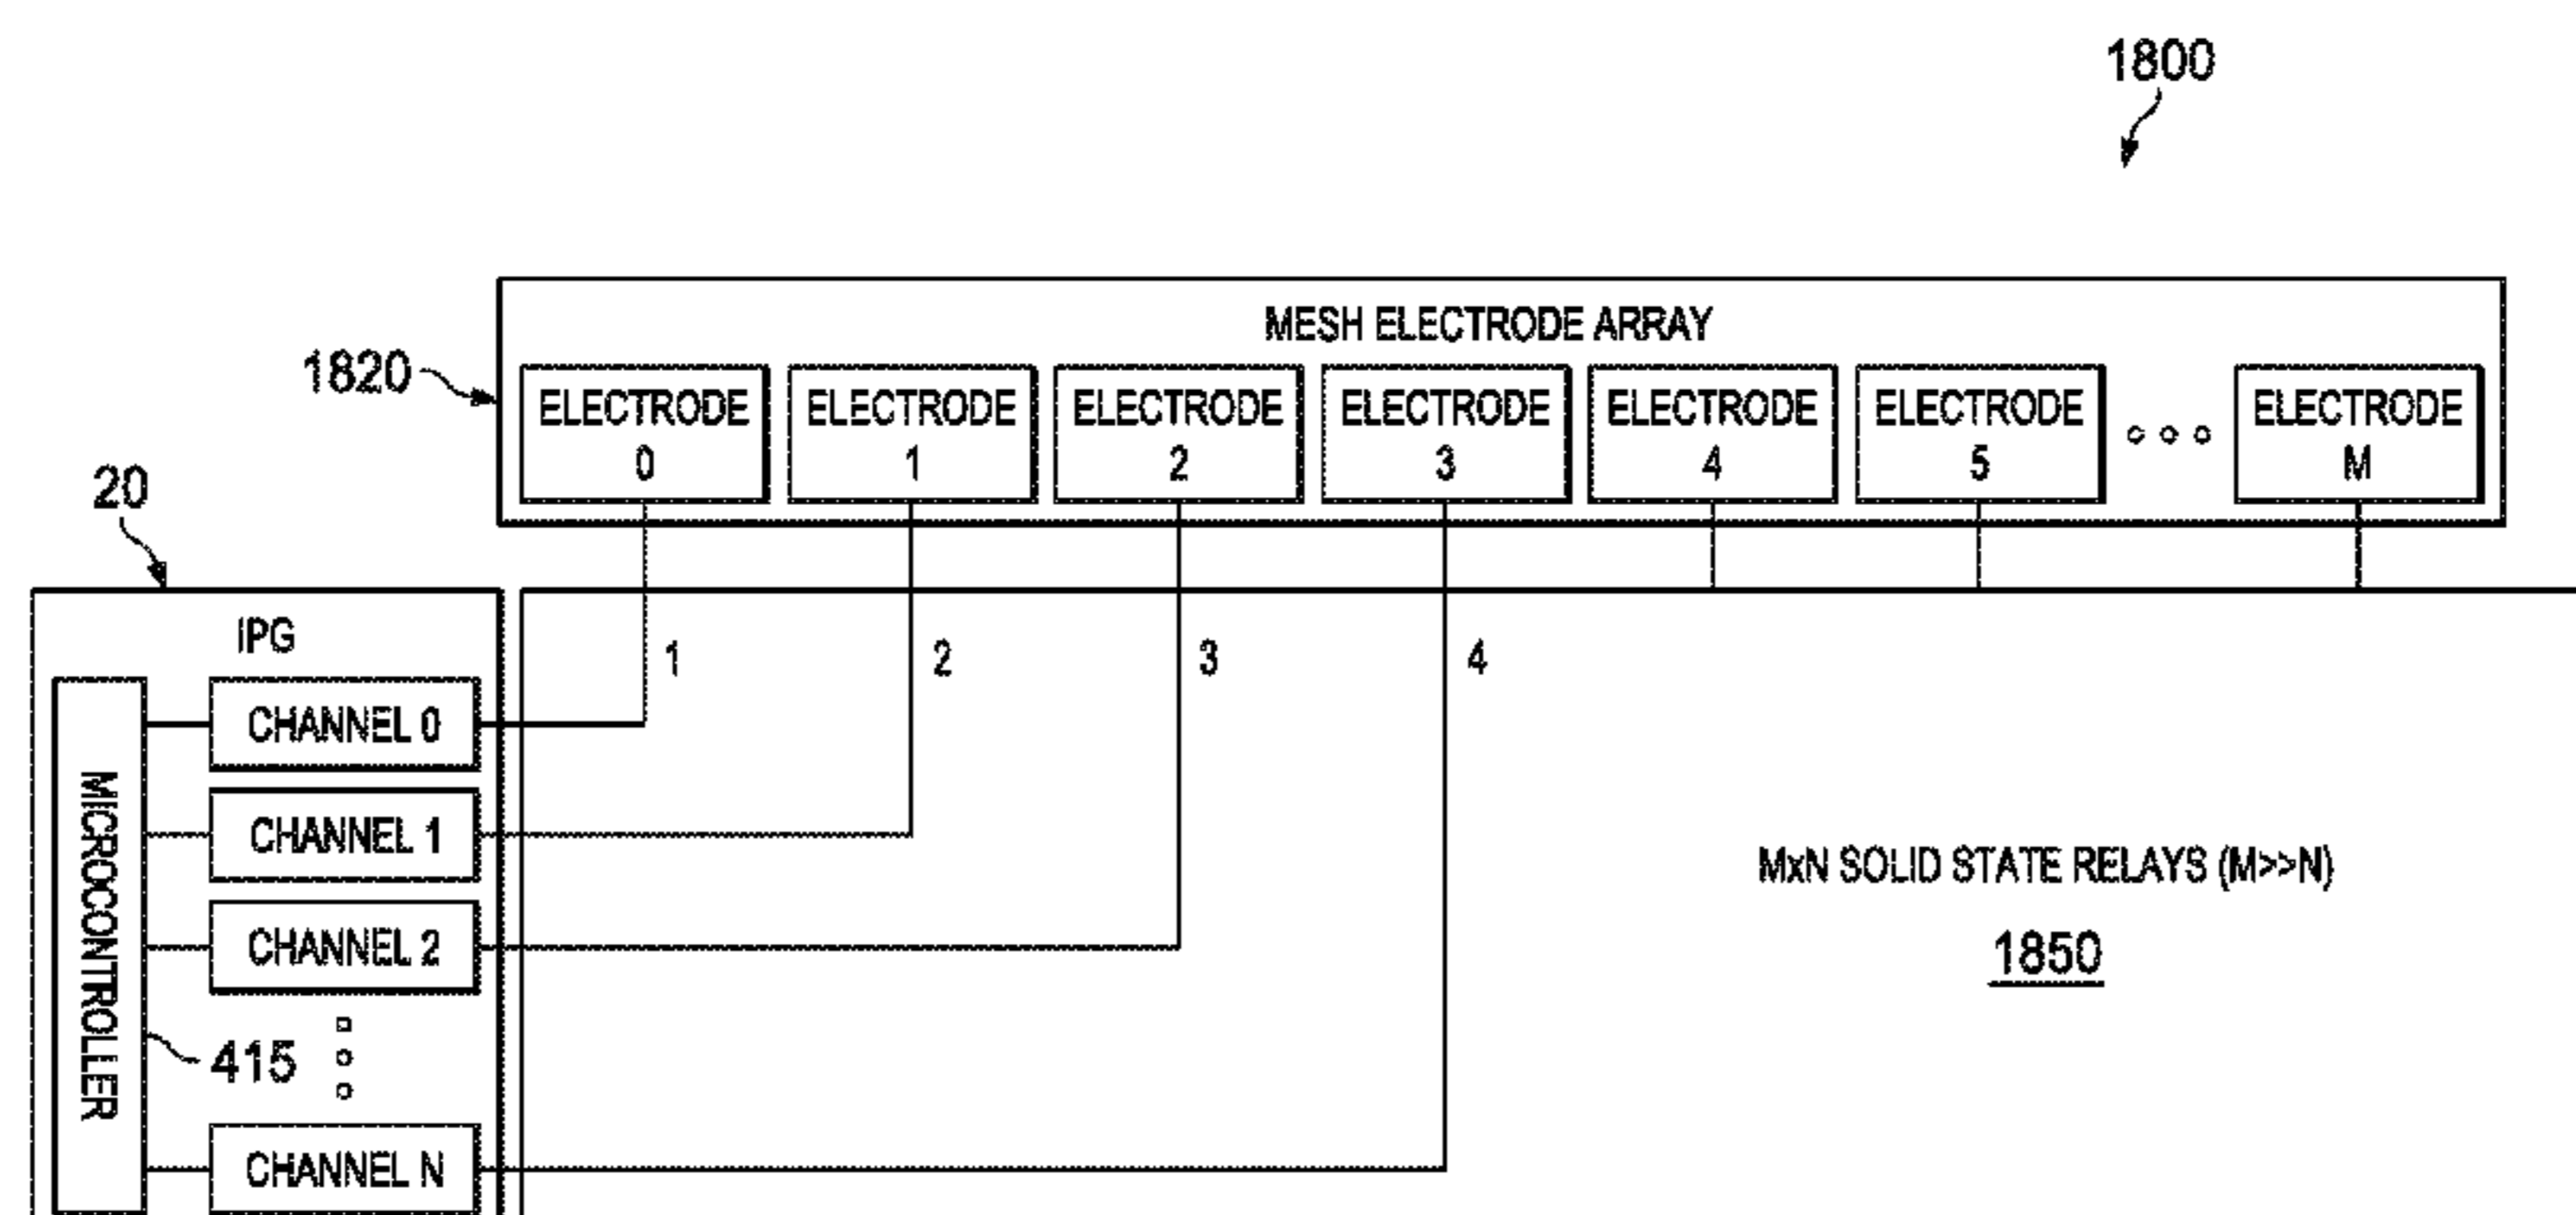 1800
MESH ELECTRODE ARRAY
1820
ELECTRODE 0
ELECTRODE 1
ELECTRODE 2
ELECTRODE 3
ELECTRODE 4
ELECTRODE 5
ELECTRODE M
20
IPG
1
2
3
4
MICROCONTROLLER
415
CHANNEL 0
CHANNEL 1
CHANNEL 2
CHANNEL N
MxN SOLID STATE RELAYS (M>>N)
1850